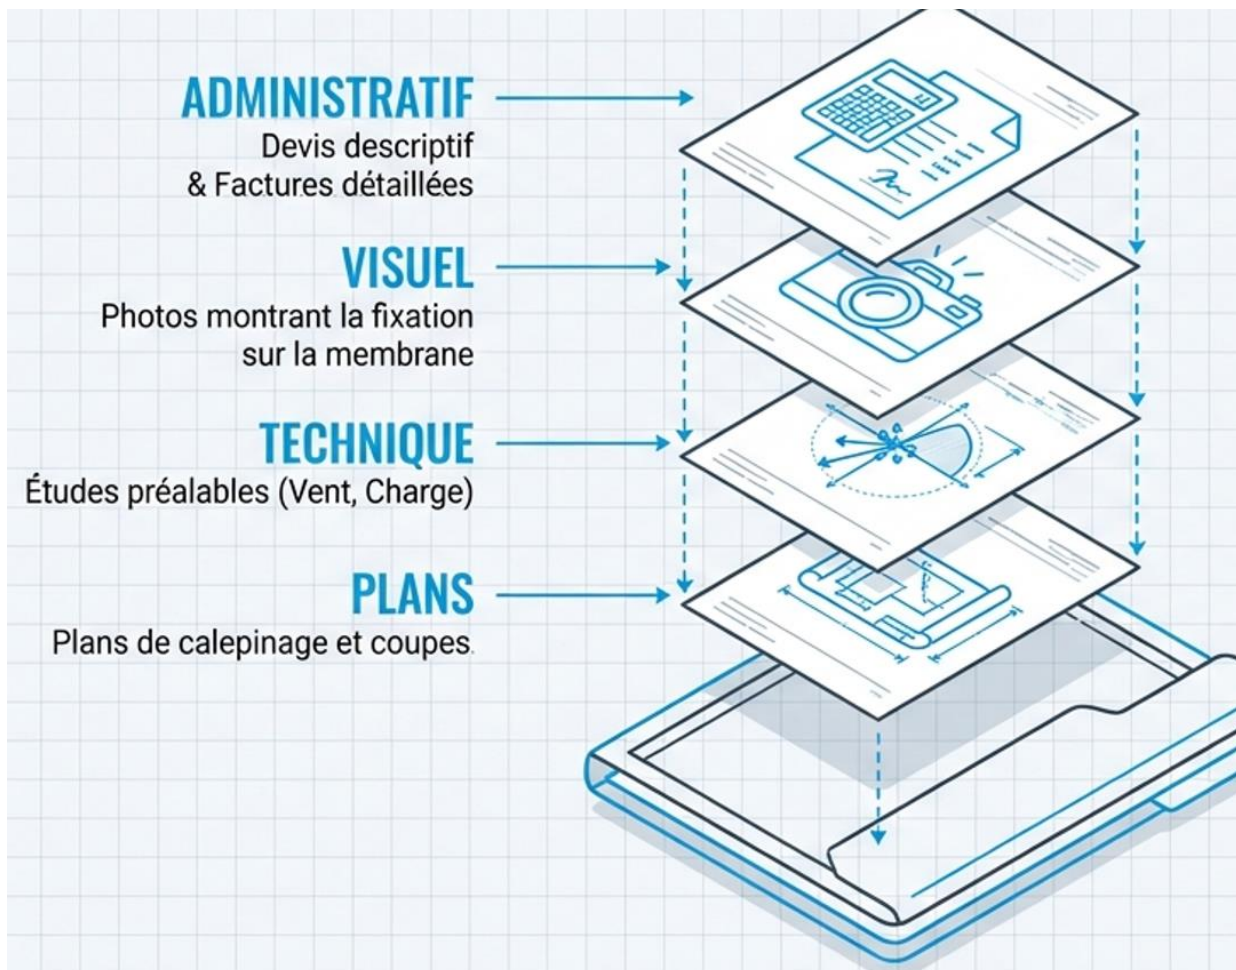 ADMINISTRATIF
Devis descriptif
& Factures détaillées
VISUEL
Photos montrant la fixation
sur la membrane
TECHNIQUE
Études préalables (Vent, Charge)
PLANS
Plans de calepinage et coupes.